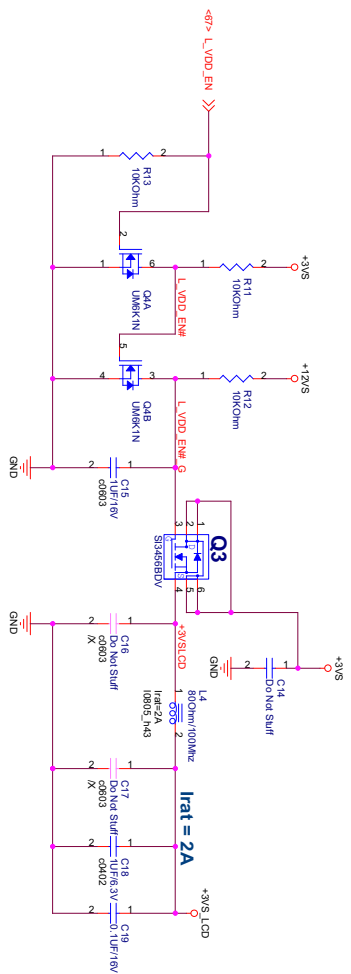 <67> L_VDD_EN
R13
10KOhm
1
2
2
1
6
Q4A
UM6K1N
L_VDD_EN#
R11
10KOhm
1
2
+3VS
5
4
3
Q4B
UM6K1N
L_VDD_EN#_G
R12
10KOhm
1
2
+12VS
GND
C15
1UF/16V
c0603
2
1
Q3
SI3456BDV
3
2
1
4
5
6
G
D
S
+3VS
C14
Do Not Stuff
2
1
GND
+3VSLCD
GND
C16
Do Not Stuff
c0603
/X
2
1
L4
80Ohm/100Mhz
Irat=2A
l0805_h43
1
2
Irat = 2A
C17
Do Not Stuff
c0603
/X
2
1
C18
1UF/6.3V
c0402
2
1
C19
0.1UF/16V
2
1
+3VS_LCD